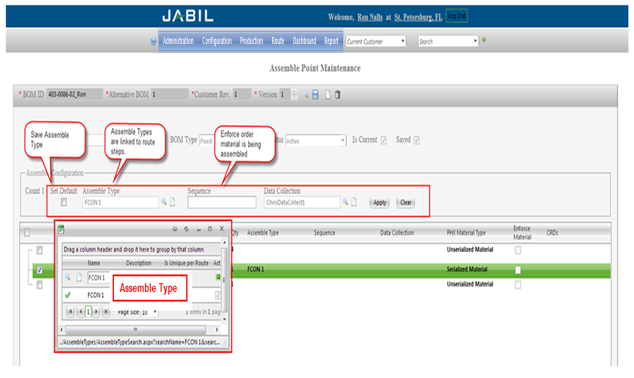 JABIL
Welcome, Ron Nalls at St. Petersburg, FL Log Out
Administration Configuration Production Route Dashboard Report Current Customer Search
Assemble Point Maintenance
* BOM ID 403-0006-02_Ron *Alternative BOM 1 *Customer Rev. 1 * Version 1
Save Assemble Type
Assemble Types are linked to route steps.
Enforce order material is being assembled
BOM Type Feed Active Is Current Saved
Configuration
Count 1 Set Default Assemble Type Sequence Data Collection
FCON 1 ChrisDataCollect1 Apply Clear
Qty Assemble Type Sequence Data Collection PHX Material Type Enforce Material CRDs
Unserialized Material
1 FCON 1 Serialized Material
Unserialized Material
Drag a column header and drop it here to group by that column
Name Description Is Unique per Route Act
FCON 1
FCON 1
Assemble Type
1 Page Size: 10 1 items in 1 pag
.../AssembleTypes/AssembleTypeSearch.aspx?searchName=FCON 1&searc...